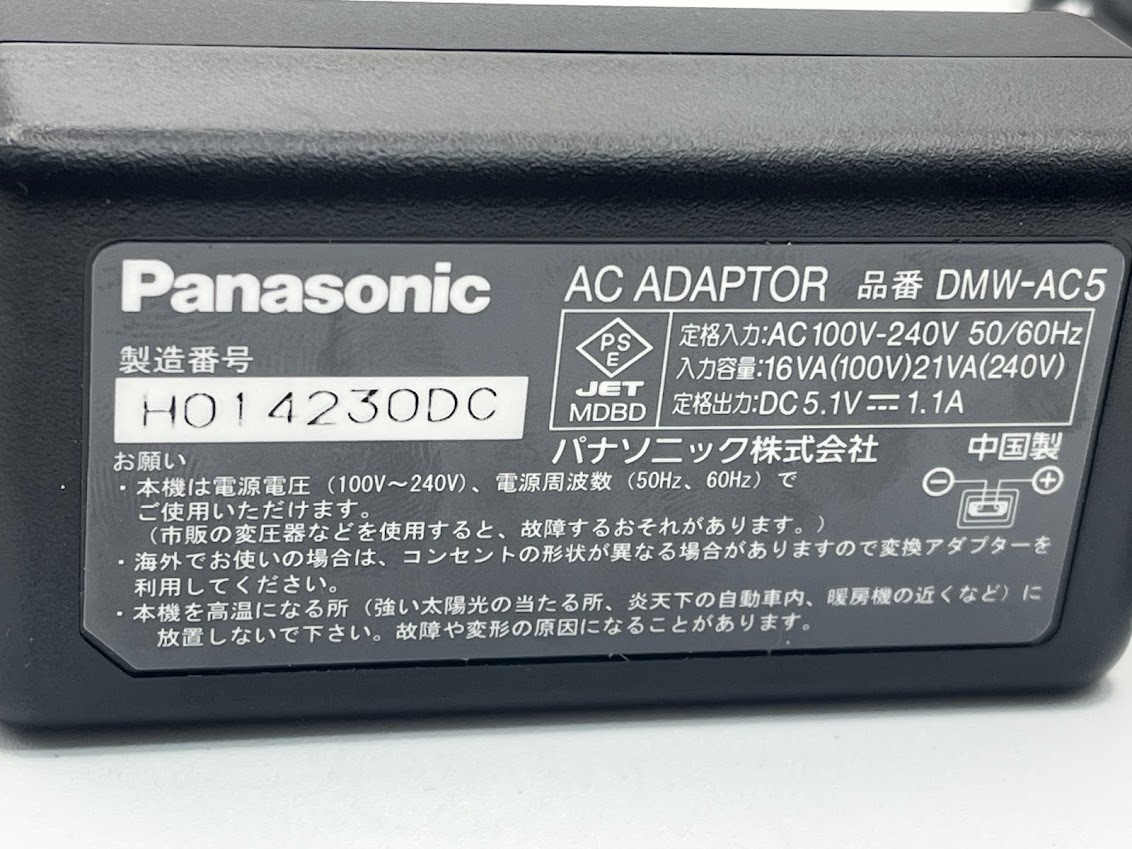 Panasonic
AC ADAPTOR 品番 DMW-AC5
製造番号
H014230DC
PS
E
JET
MDBD
定格入力:AC100V-240V 50/60Hz
入力容量:16VA(100V)21VA(240V)
定格出力:DC5.1V⎓1.1A
パナソニック株式会社 中国製
お願い
・本機は電源電圧（100V～240V）、電源周波数（50Hz、60Hz）で
ご使用いただけます。
（市販の変圧器などを使用すると、故障するおそれがあります。）
・海外でお使いの場合は、コンセントの形状が異なる場合がありますので変換アダプターを
利用してください。
・本機を高温になる所（強い太陽光の当たる所、炎天下の自動車内、暖房機の近くなど）に
放置しないで下さい。故障や変形の原因になることがあります。